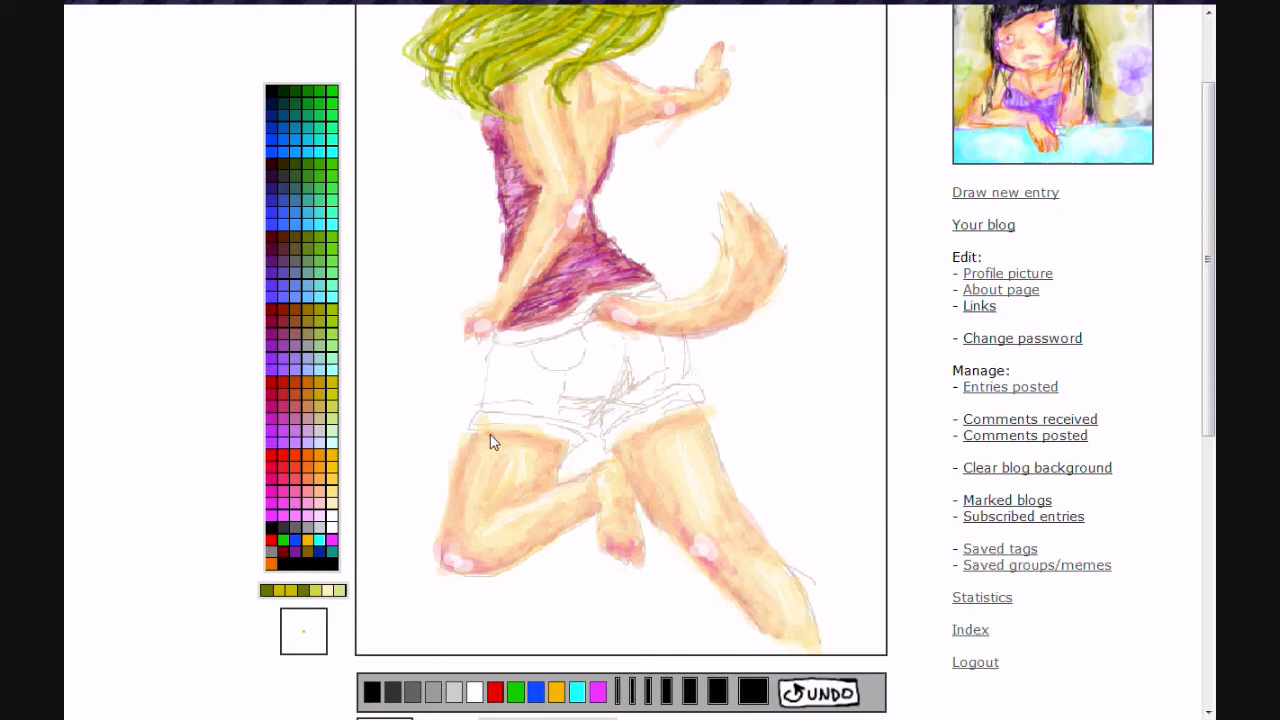 Draw new entry
Your blog
Edit:
- Profile picture
- About page
- Links
- Change password
Manage:
- Entries posted
- Comments received
- Comments posted
- Clear blog background
- Marked blogs
- Subscribed entries
- Saved tags
- Saved groups/memes
Statistics
Index
Logout
UNDO